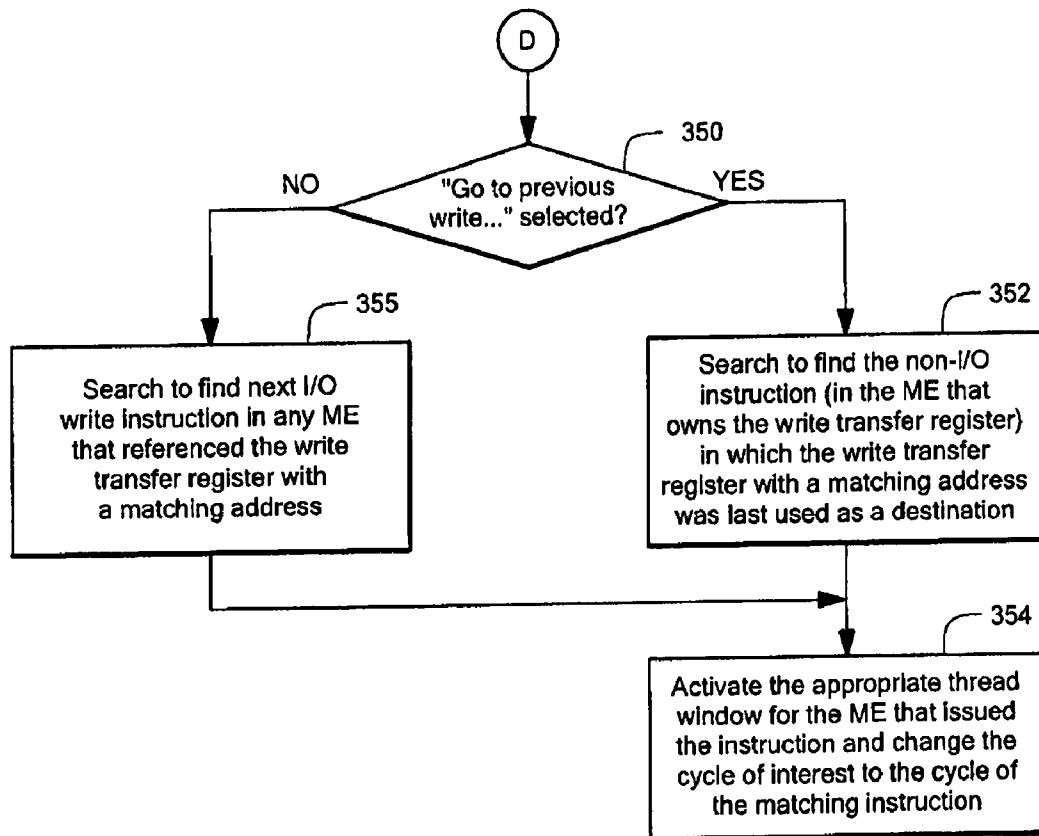 D
350
NO
"Go to previous
write..." selected?
YES
355
352
Search to find next I/O
write instruction in any ME
that referenced the write
transfer register with
a matching address
Search to find the non-I/O
instruction (in the ME that
owns the write transfer register)
in which the write transfer
register with a matching address
was last used as a destination
354
Activate the appropriate thread
window for the ME that issued
the instruction and change the
cycle of interest to the cycle of
the matching instruction